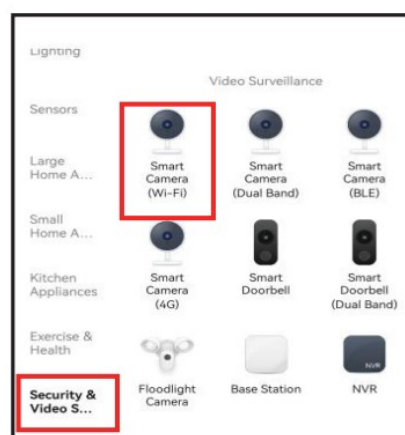 Lighting
Video Surveillance
Sensors
Large
Home A...
Smart
Camera
(Wi-Fi)
Smart
Camera
(Dual Band)
Smart
Camera
(BLE)
Small
Home A...
Kitchen
Appliances
Smart
Camera
(4G)
Smart
Doorbell
Smart
Doorbell
(Dual Band)
Exercise &
Health
NVR
Security &
Video S...
Floodlight
Camera
Base Station
NVR